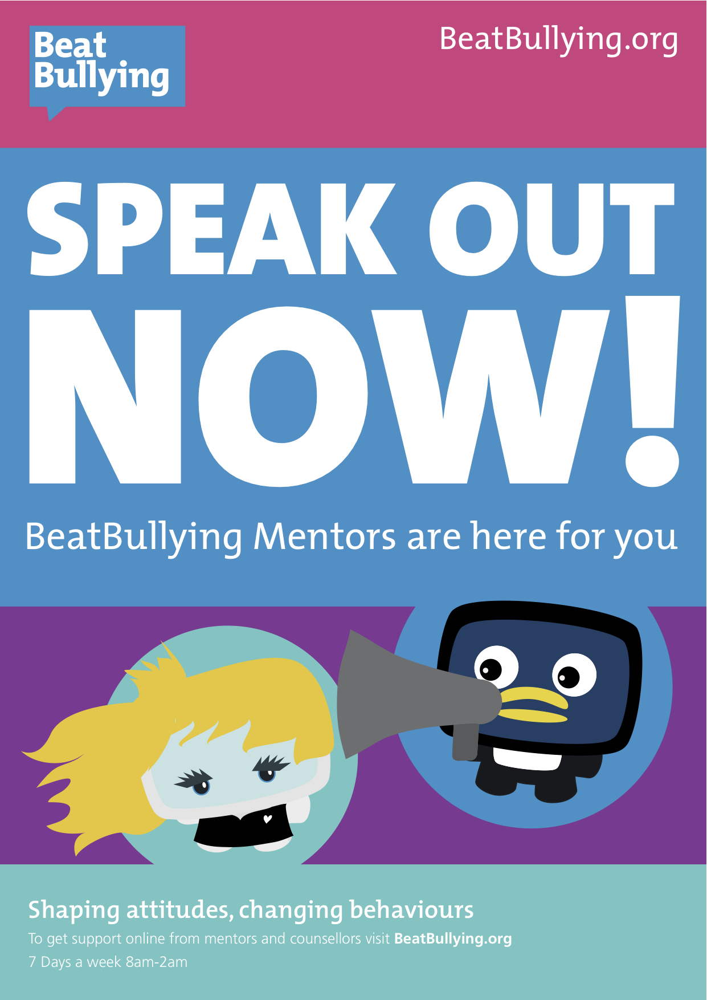 Beat
Bullying
BeatBullying.org
SPEAK OUT
NOW!
BeatBullying Mentors are here for you
Shaping attitudes, changing behaviours
To get support online from mentors and counsellors visit BeatBullying.org
7 Days a week 8am-2am